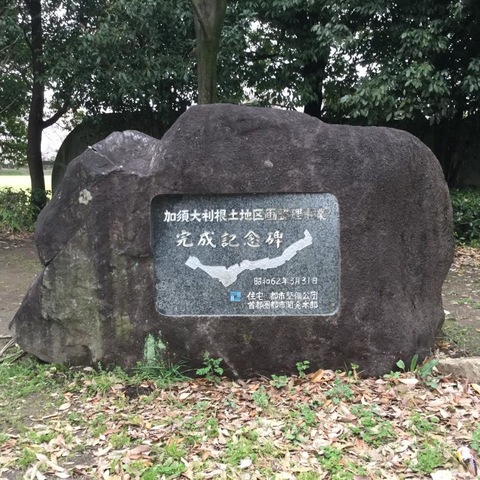 加須大利根土地区画整理事業
完成記念碑
昭和62年3月31日
住宅・都市整備公団
首都圏都市開発本部